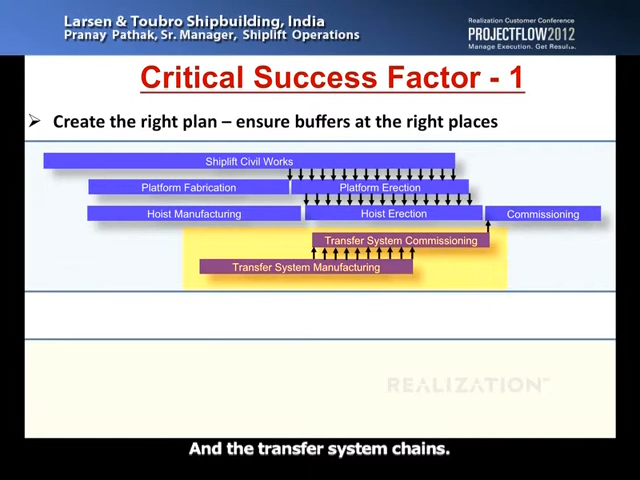 Larsen & Toubro Shipbuilding, India
Pranay Pathak, Sr. Manager, Shiplift Operations
Realization Customer Conference
PROJECTFLOW2012
Manage Execution. Get Results.
Critical Success Factor - 1
➢ Create the right plan – ensure buffers at the right places
Shiplift Civil Works
Platform Fabrication Platform Erection
Hoist Manufacturing Hoist Erection Commissioning
Transfer System Commissioning
Transfer System Manufacturing
REALIZATION™
And the transfer system chains.